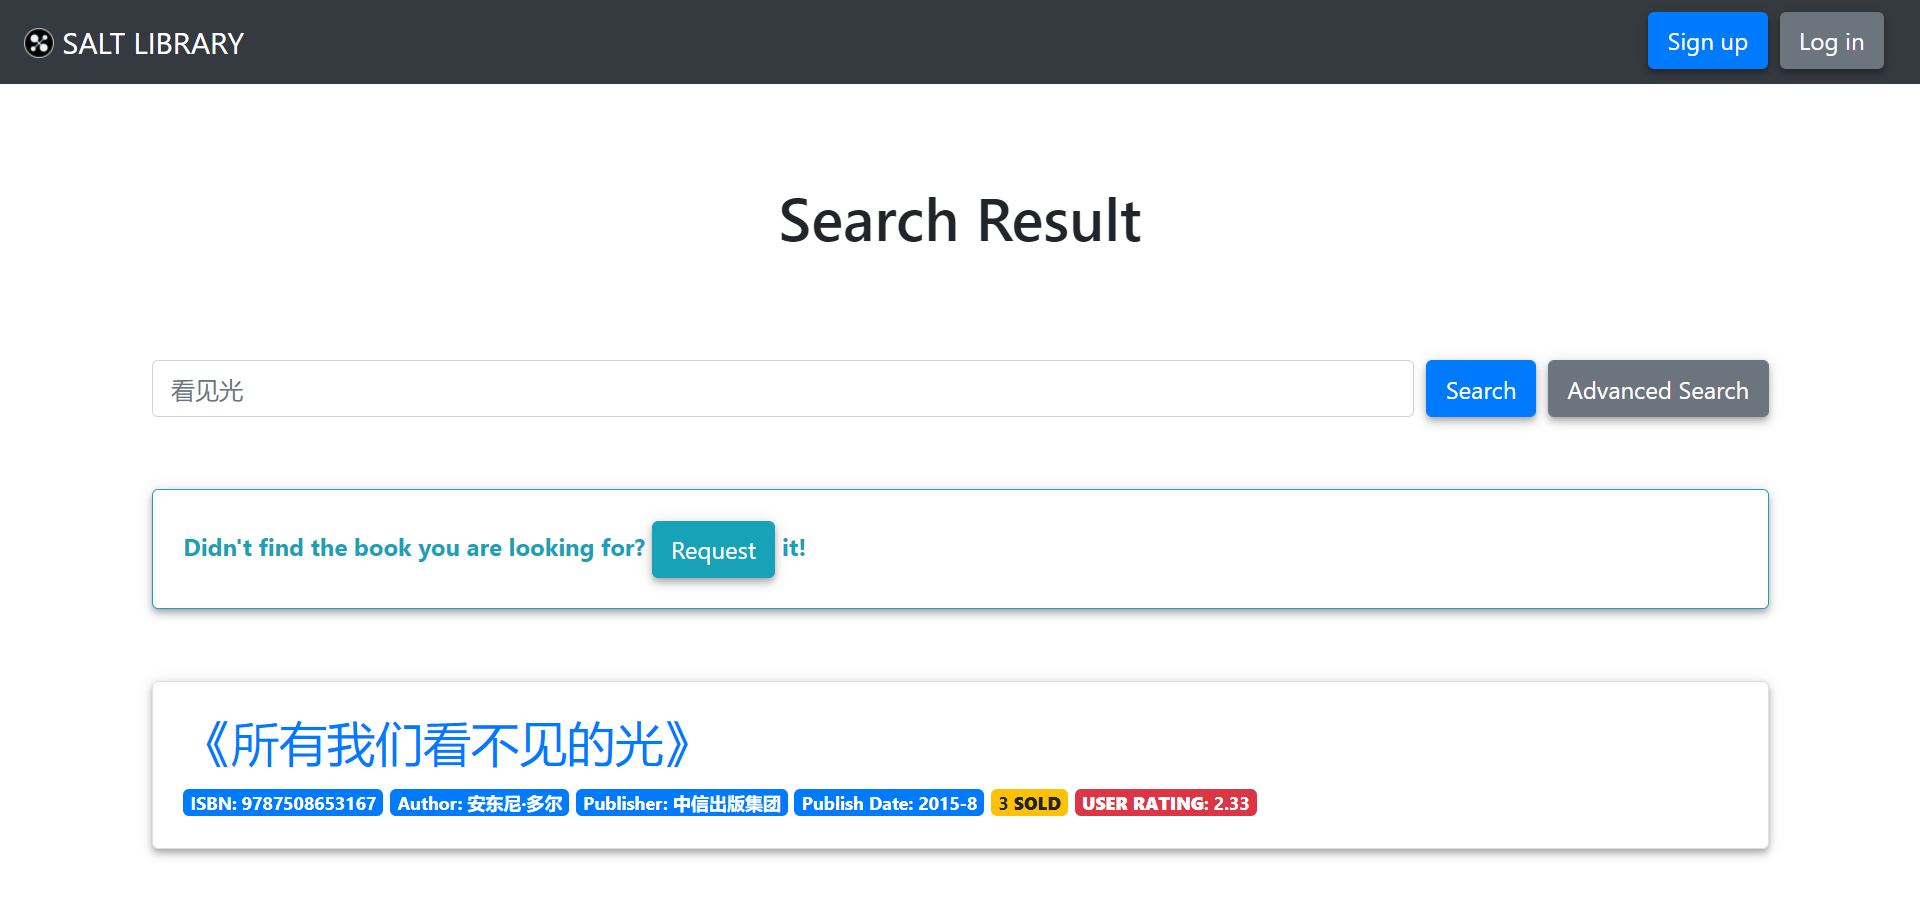 SALT LIBRARY Sign up Log in
Search Result
看见光 Search Advanced Search
Didn't find the book you are looking for? Request it!
《所有我们看不见的光》
ISBN: 9787508653167 Author: 安东尼·多尔 Publisher: 中信出版集团 Publish Date: 2015-8 3 SOLD USER RATING: 2.33